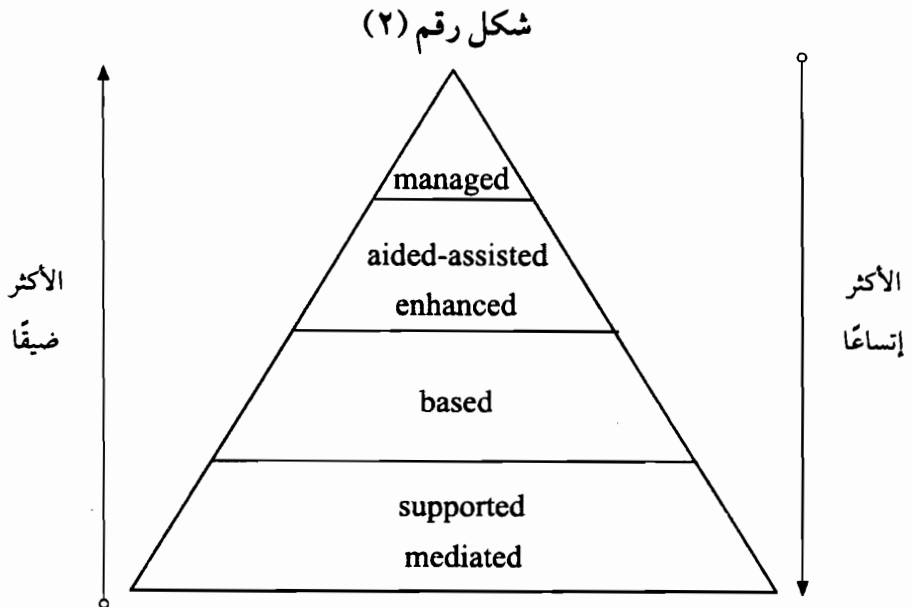 شكل رقم (٢)
managed
aided-assisted
enhanced
based
supported
mediated
الأكثر
إتساعًا
الأكثر
ضيقًا